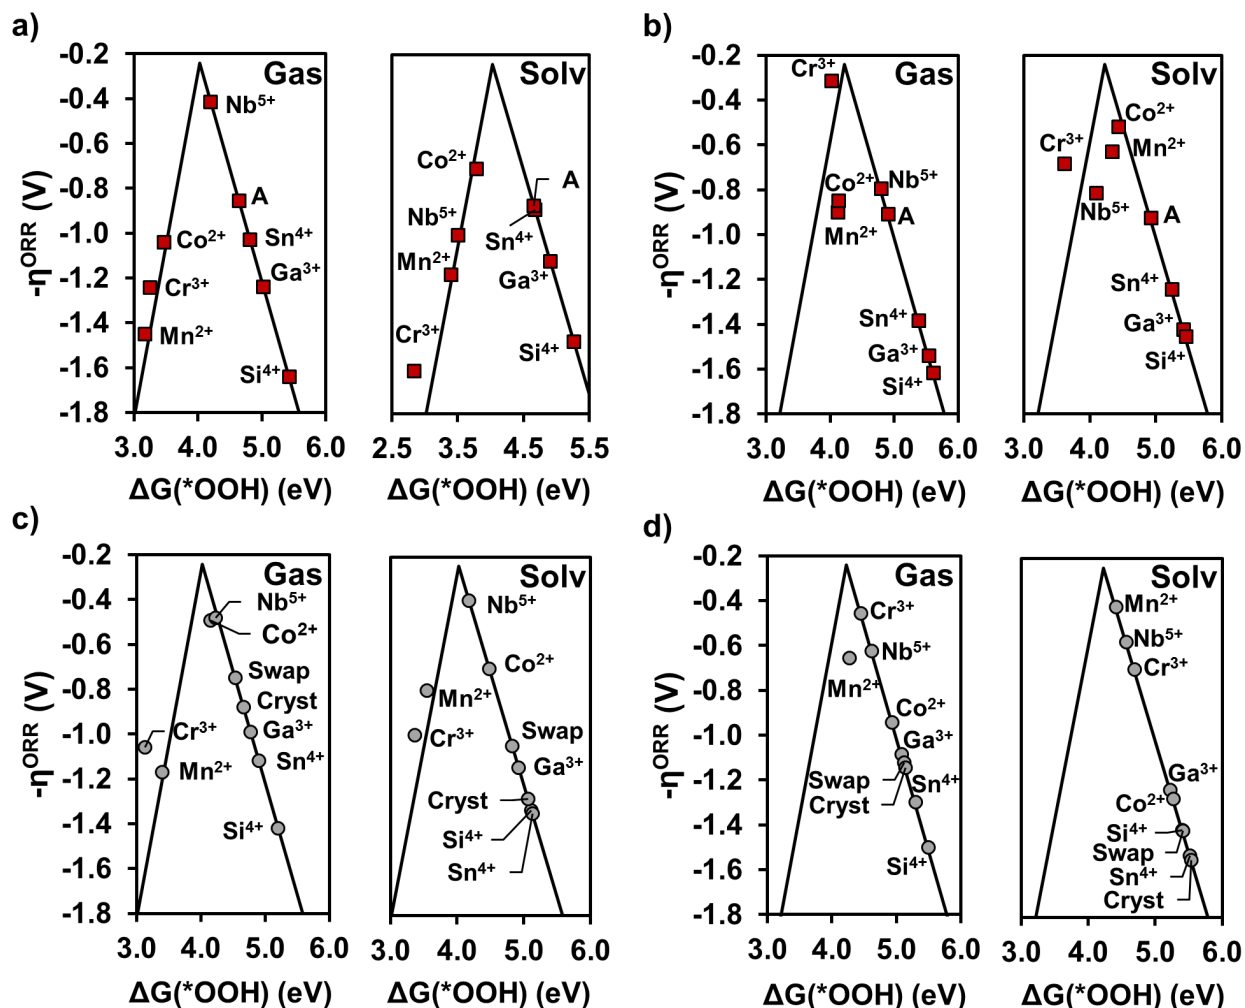 a)
-0.2
-0.4
-0.6
-0.8
-1.0
-1.2
-1.4
-1.6
-1.8
-η^ORR (V)
Gas
Nb⁵⁺
A
Sn⁴⁺
Co²⁺
Ga³⁺
Cr³⁺
Mn²⁺
Si⁴⁺
3.0 4.0 5.0 6.0
ΔG(*OOH) (eV)
Solv
Co²⁺
A
Nb⁵⁺
Sn⁴⁺
Mn²⁺
Ga³⁺
Cr³⁺
Si⁴⁺
2.5 3.5 4.5 5.5
ΔG(*OOH) (eV)
b)
-0.2
-0.4
-0.6
-0.8
-1.0
-1.2
-1.4
-1.6
-1.8
-η^ORR (V)
Gas
Cr³⁺
Co²⁺
Nb⁵⁺
A
Mn²⁺
Sn⁴⁺
Ga³⁺
Si⁴⁺
3.0 4.0 5.0 6.0
ΔG(*OOH) (eV)
Solv
Co²⁺
Cr³⁺
Mn²⁺
Nb⁵⁺
A
Sn⁴⁺
Ga³⁺
Si⁴⁺
3.0 4.0 5.0 6.0
ΔG(*OOH) (eV)
c)
-0.2
-0.4
-0.6
-0.8
-1.0
-1.2
-1.4
-1.6
-1.8
-η^ORR (V)
Gas
Nb⁵⁺
Co²⁺
Swap
Cryst
Cr³⁺
Ga³⁺
Mn²⁺
Sn⁴⁺
Si⁴⁺
3.0 4.0 5.0 6.0
ΔG(*OOH) (eV)
Solv
Nb⁵⁺
Co²⁺
Mn²⁺
Cr³⁺
Swap
Ga³⁺
Cryst
Si⁴⁺
Sn⁴⁺
3.0 4.0 5.0 6.0
ΔG(*OOH) (eV)
d)
-0.2
-0.4
-0.6
-0.8
-1.0
-1.2
-1.4
-1.6
-1.8
-η^ORR (V)
Gas
Cr³⁺
Nb⁵⁺
Mn²⁺
Co²⁺
Ga³⁺
Swap
Sn⁴⁺
Cryst
Si⁴⁺
3.0 4.0 5.0 6.0
ΔG(*OOH) (eV)
Solv
Mn²⁺
Nb⁵⁺
Cr³⁺
Ga³⁺
Co²⁺
Si⁴⁺
Swap
Sn⁴⁺
Cryst
3.0 4.0 5.0 6.0
ΔG(*OOH) (eV)